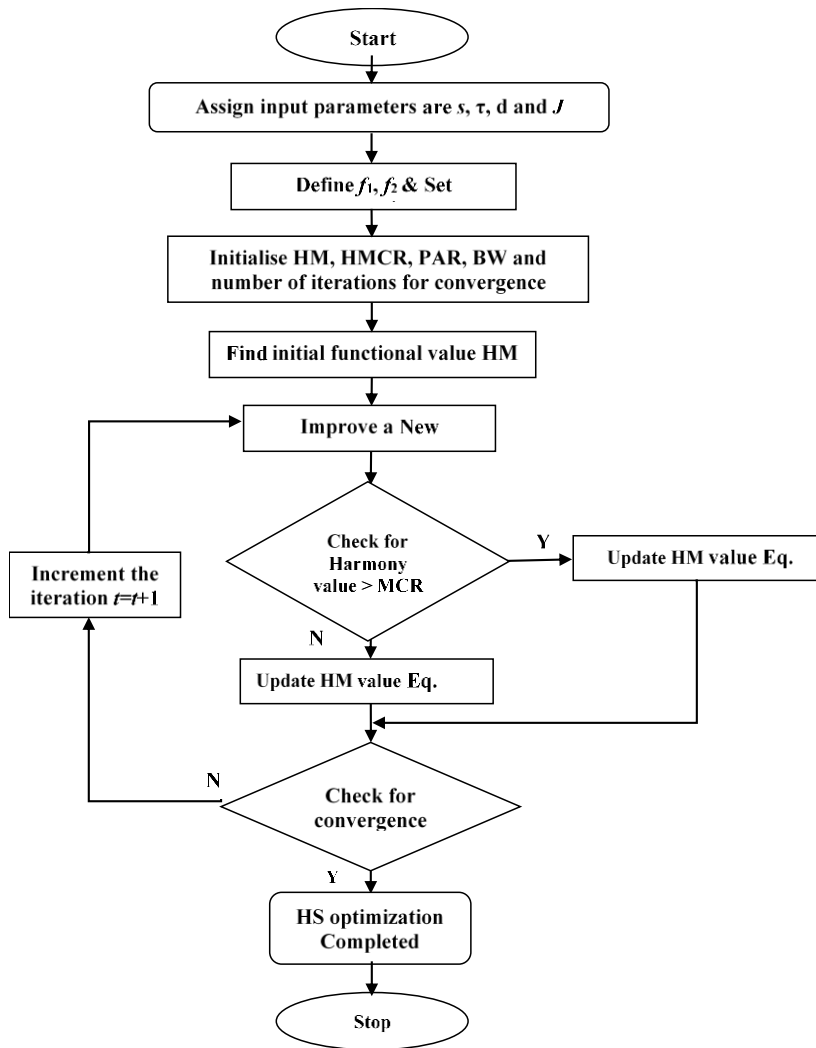 Start
Assign input parameters are s, τ, d and J
Define f1, f2 & Set
Initialise HM, HMCR, PAR, BW and
number of iterations for convergence
Find initial functional value HM
Improve a New
Check for
Harmony
value > MCR
Y
Update HM value Eq.
Increment the
iteration t=t+1
N
Update HM value Eq.
N
Check for
convergence
Y
HS optimization
Completed
Stop